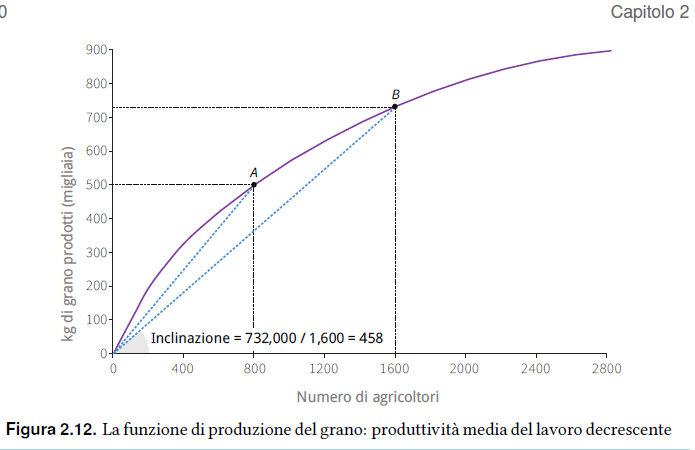 0
Capitolo 2
900
800
700
600
500
400
300
200
100
0
kg di grano prodotti (migliaia)
A
B
Inclinazione = 732,000 / 1,600 = 458
0 400 800 1200 1600 2000 2400 2800
Numero di agricoltori
Figura 2.12. La funzione di produzione del grano: produttività media del lavoro decrescente